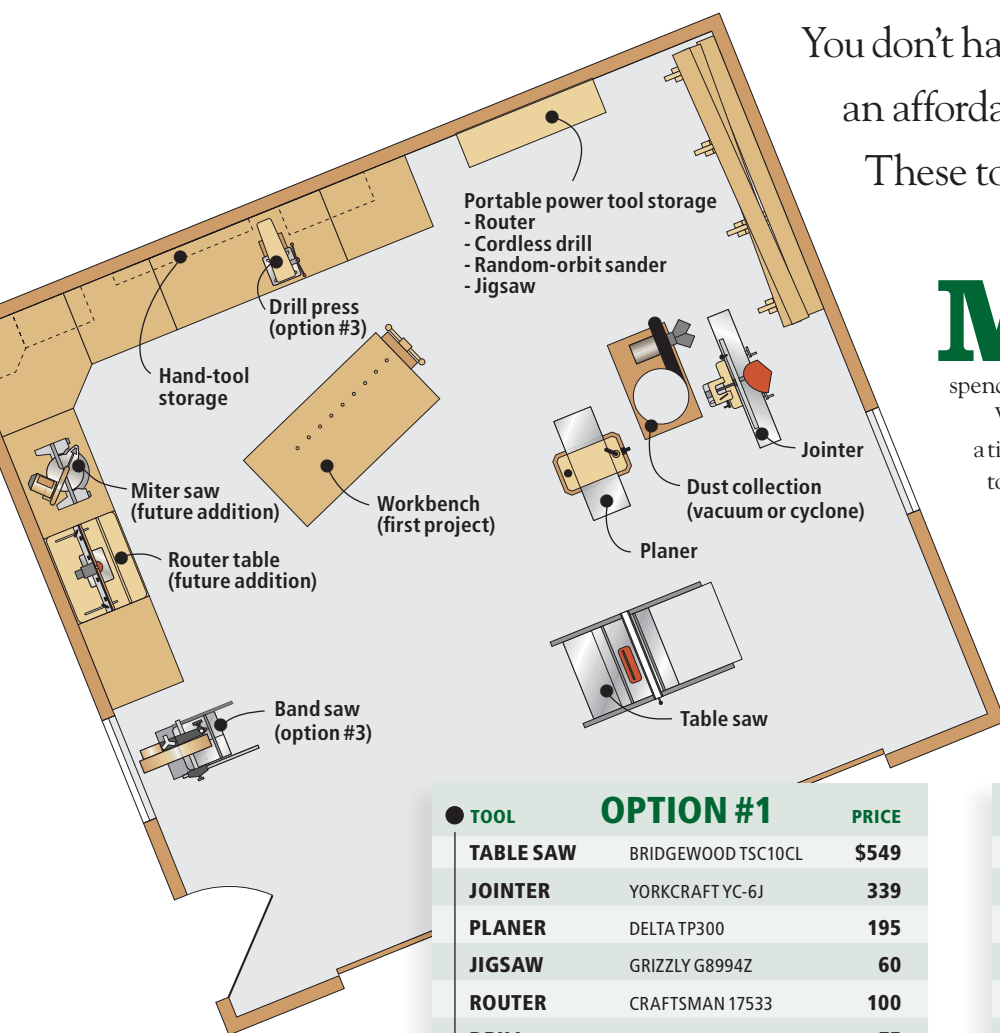 You don't ha
an afforda
These to
Portable power tool storage
- Router
- Cordless drill
- Random-orbit sander
- Jigsaw
Drill press
(option #3)
Hand-tool
storage
M
spend
a ti
to
Jointer
Miter saw
(future addition)
Workbench
(first project)
Dust collection
(vacuum or cyclone)
Planer
Router table
(future addition)
Band saw
(option #3)
Table saw
TOOL OPTION #1 PRICE
TABLE SAW BRIDGEWOOD TSC10CL $549
JOINTER YORKCRAFT YC-6J 339
PLANER DELTA TP300 195
JIGSAW GRIZZLY G8994Z 60
ROUTER CRAFTSMAN 17533 100